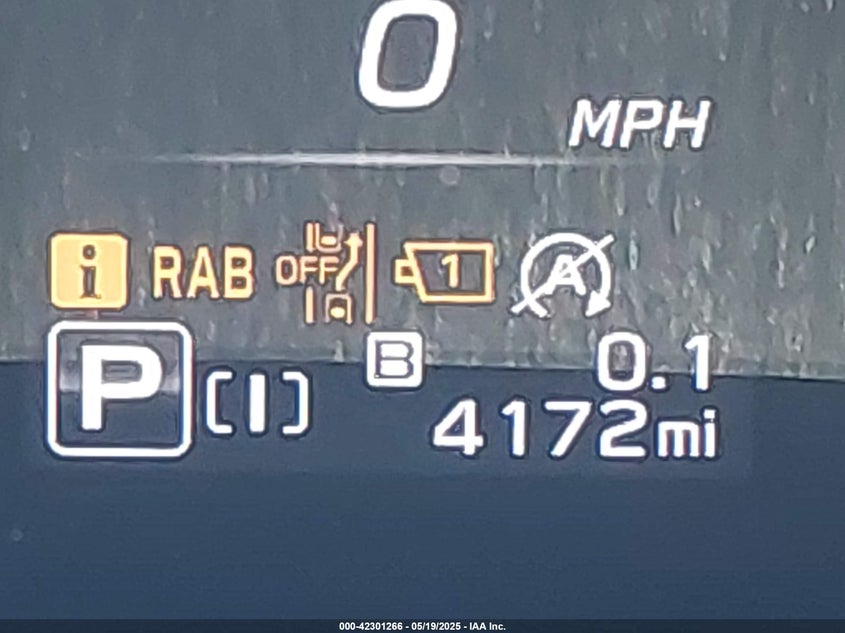 0
MPH
i RAB OFF 1 A
P [I] B 0.1
4172mi
000-42301266 - 05/19/2025 - IAA Inc.